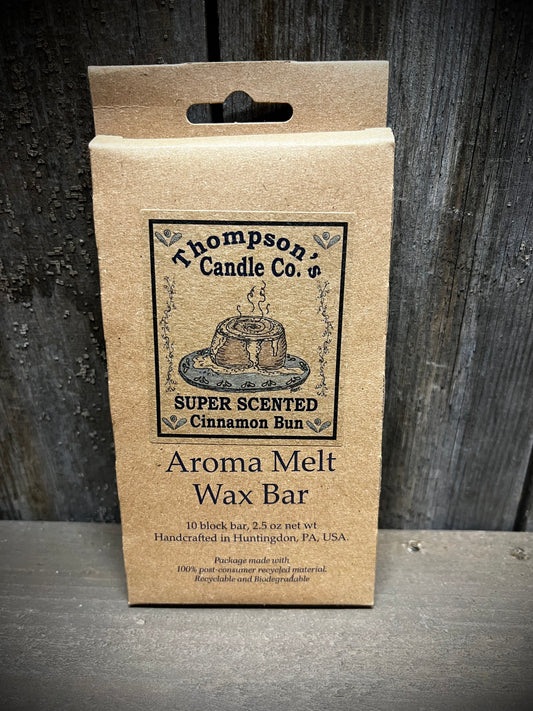 Thompson's
Candle Co.
SUPER SCENTED
Cinnamon Bun
Aroma Melt
Wax Bar
10 block bar, 2.5 oz net wt
Handcrafted in Huntingdon, PA, USA.
Package made with
100% post-consumer recycled material.
Recyclable and Biodegradable